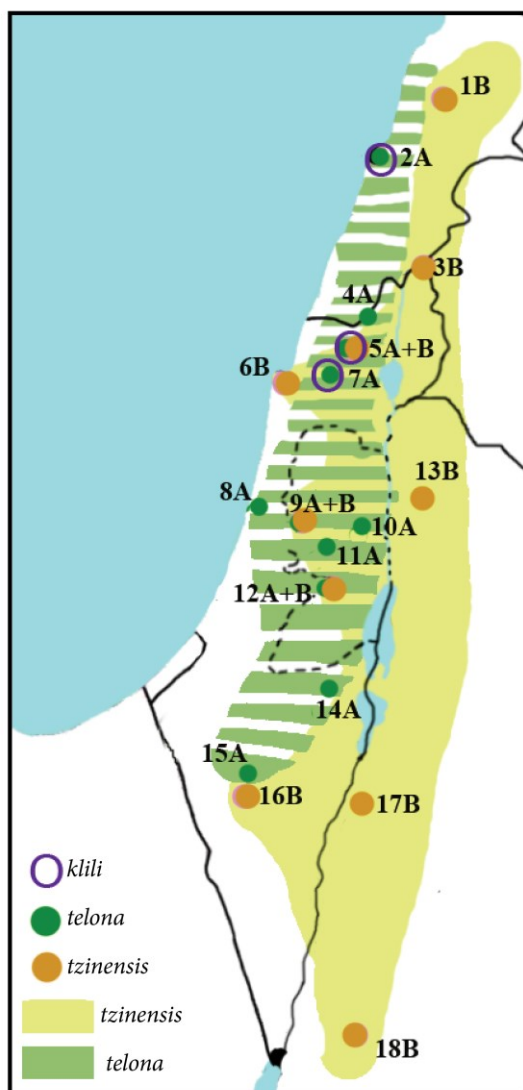 1B
2A
3B
4A
5A+B
6B
7A
13B
8A
9A+B
10A
11A
12A+B
14A
15A
16B
17B
klili
telona
tzinensis
tzinensis
18B
telona